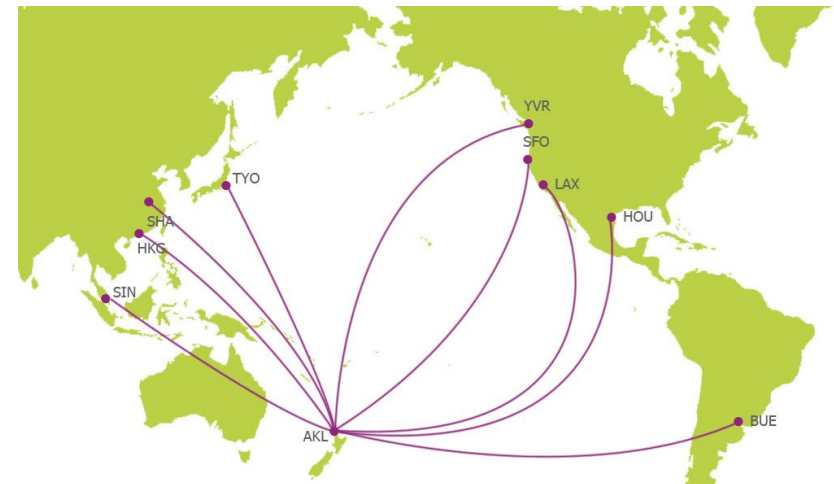 YVR
SFO
TYO
LAX
SHA
HOU
HKG
SIN
BUE
AKL